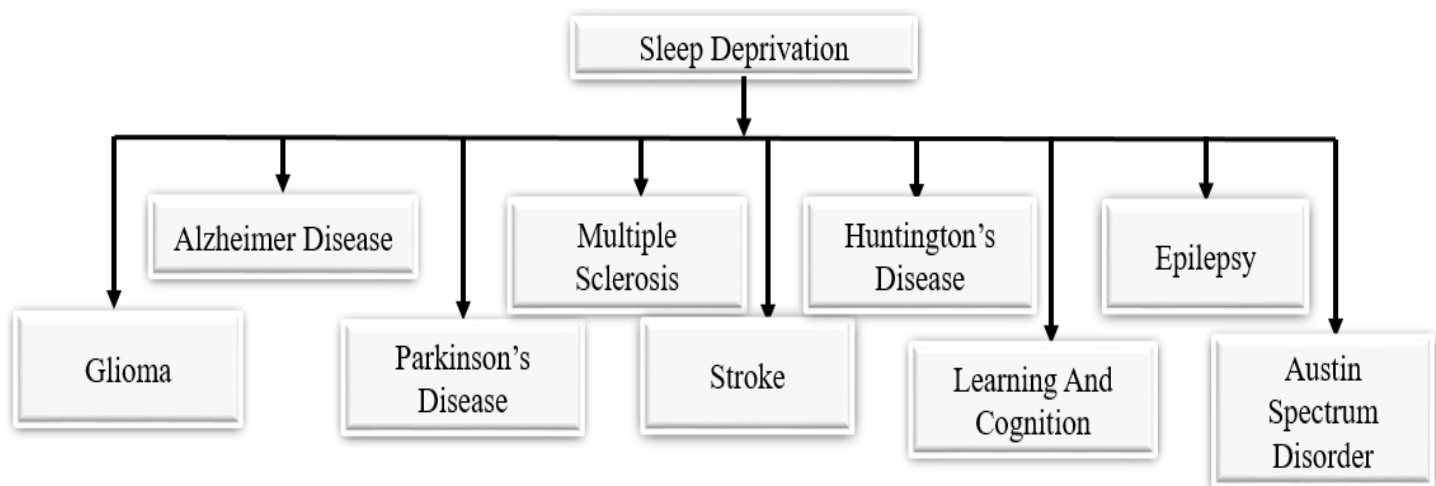 Sleep Deprivation
Glioma
Alzheimer Disease
Parkinson’s
Disease
Multiple
Sclerosis
Stroke
Huntington’s
Disease
Learning And
Cognition
Epilepsy
Austin
Spectrum
Disorder